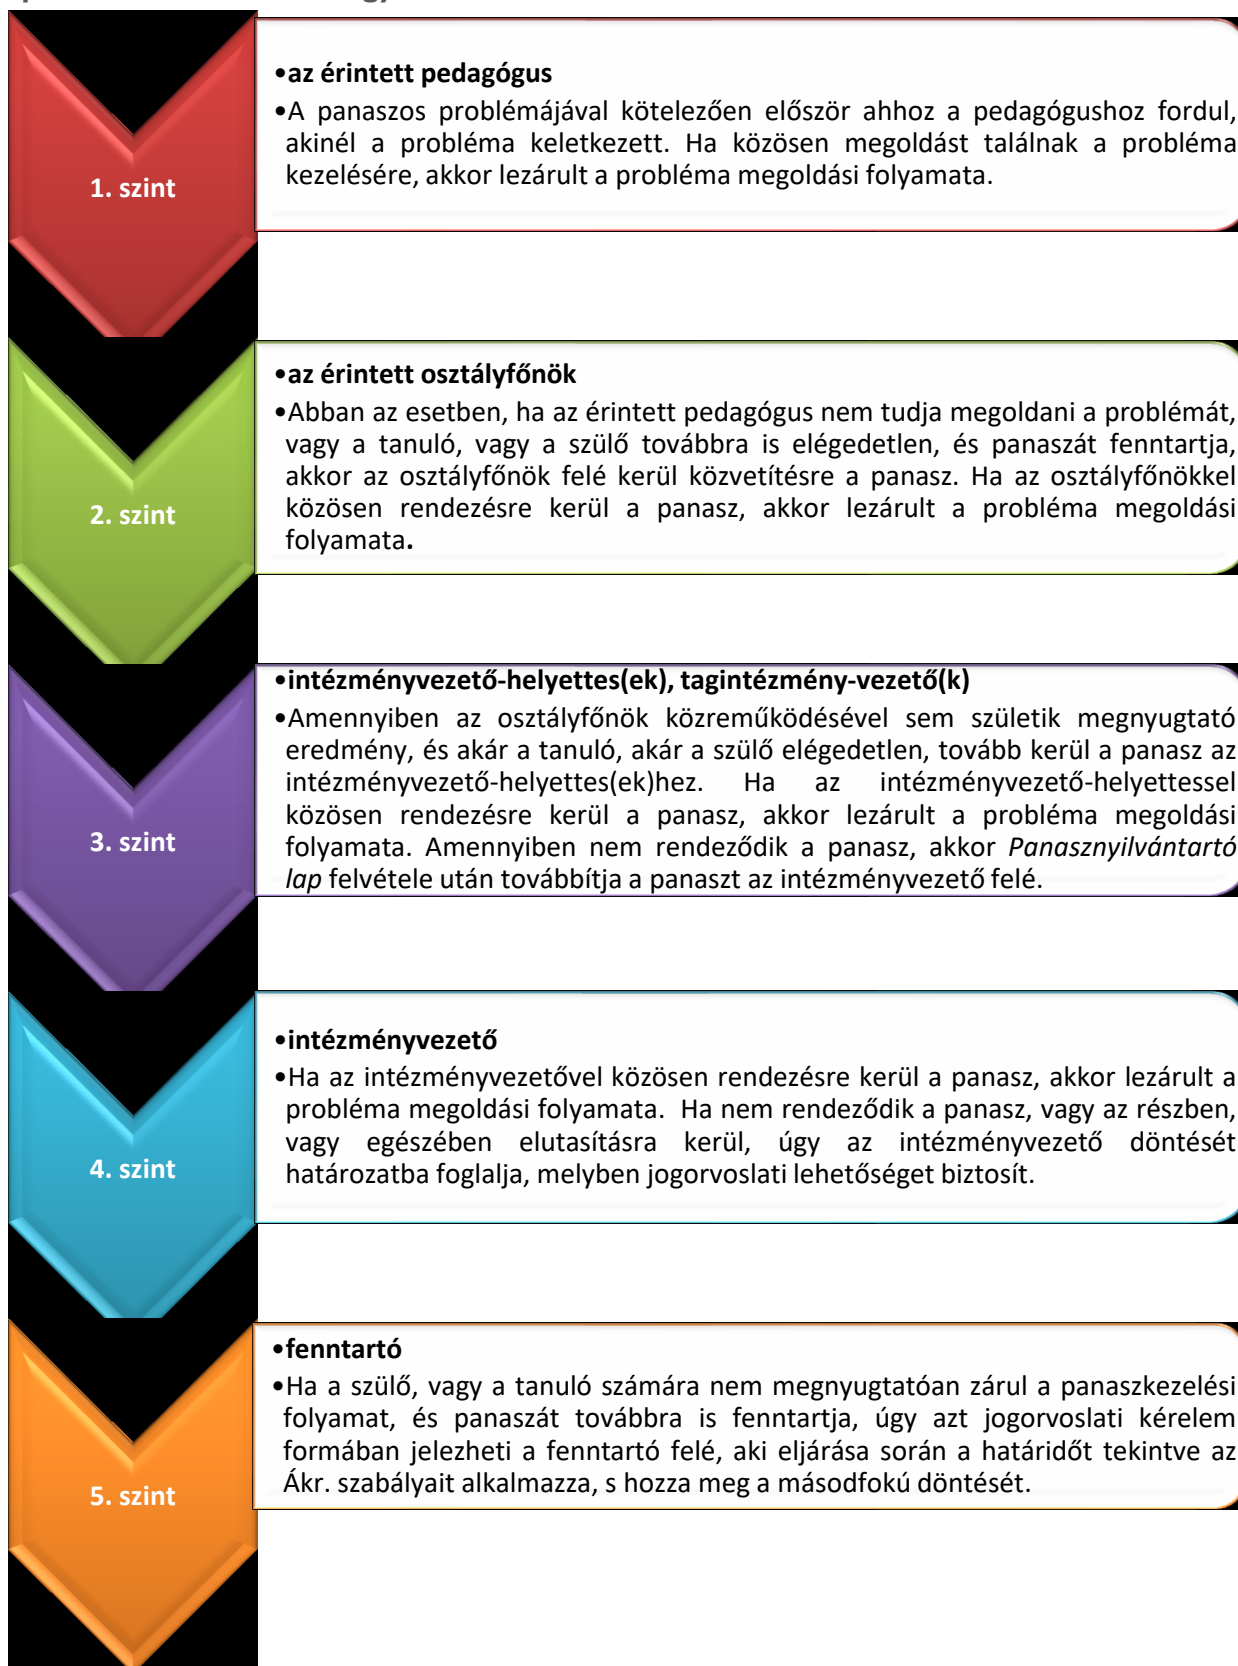 1. szint
•az érintett pedagógus
•A panaszos problémájával kötelezően először ahhoz a pedagógushoz fordul,
akinél a probléma keletkezett. Ha közösen megoldást találnak a probléma
kezelésére, akkor lezárult a probléma megoldási folyamata.
2. szint
•az érintett osztályfőnök
•Abban az esetben, ha az érintett pedagógus nem tudja megoldani a problémát,
vagy a tanuló, vagy a szülő továbbra is elégedetlen, és panaszát fenntartja,
akkor az osztályfőnök felé kerül közvetítésre a panasz. Ha az osztályfőnökkel
közösen rendezésre kerül a panasz, akkor lezárult a probléma megoldási
folyamata.
3. szint
•intézményvezető-helyettes(ek), tagintézmény-vezető(k)
•Amennyiben az osztályfőnök közreműködésével sem születik megnyugtató
eredmény, és akár a tanuló, akár a szülő elégedetlen, tovább kerül a panasz az
intézményvezető-helyettes(ek)hez. Ha az intézményvezető-helyettessel
közösen rendezésre kerül a panasz, akkor lezárult a probléma megoldási
folyamata. Amennyiben nem rendeződik a panasz, akkor Panasznyilvántartó
lap felvétele után továbbítja a panaszt az intézményvezető felé.
4. szint
•intézményvezető
•Ha az intézményvezetővel közösen rendezésre kerül a panasz, akkor lezárult a
probléma megoldási folyamata. Ha nem rendeződik a panasz, vagy az részben,
vagy egészében elutasításra kerül, úgy az intézményvezető döntését
határozatba foglalja, melyben jogorvoslati lehetőséget biztosít.
5. szint
•fenntartó
•Ha a szülő, vagy a tanuló számára nem megnyugtatóan zárul a panaszkezelési
folyamat, és panaszát továbbra is fenntartja, úgy azt jogorvoslati kérelem
formában jelezheti a fenntartó felé, aki eljárása során a határidőt tekintve az
Ákr. szabályait alkalmazza, s hozza meg a másodfokú döntését.